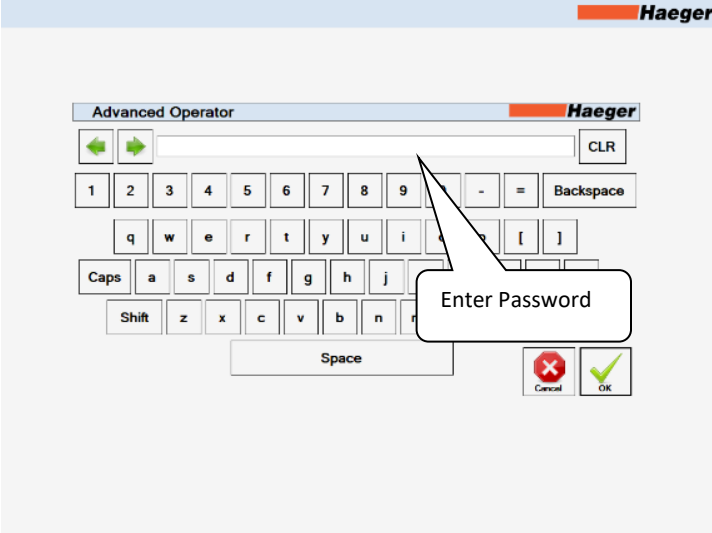 Haeger
Advanced Operator Haeger
CLR
1 2 3 4 5 6 7 8 9 - = Backspace
q w e r t y u i [ ]
Caps a s d f g h j
Enter Password
Shift z x c v b n
Space
Cancel OK